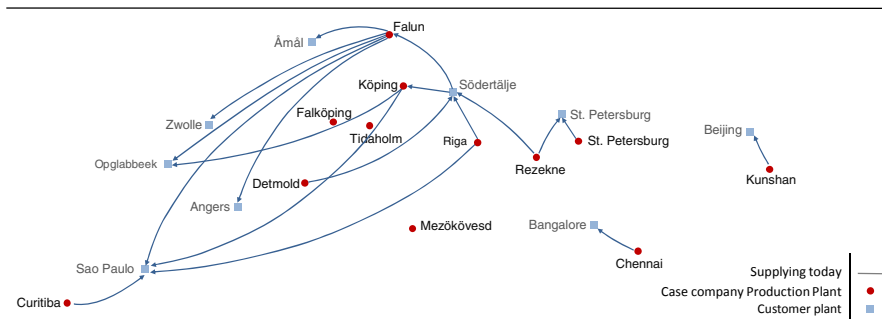 Falun
Åmål
Köping
Södertälje
Falköping
St. Petersburg
Zwolle
Tidaholm
Riga
St. Petersburg
Beijing
Opglabbeek
Rezekne
Kunshan
Detmold
Angers
Mezökövesd
Bangalore
Sao Paulo
Chennai
Supplying today
Case company Production Plant
Curitiba
Customer plant